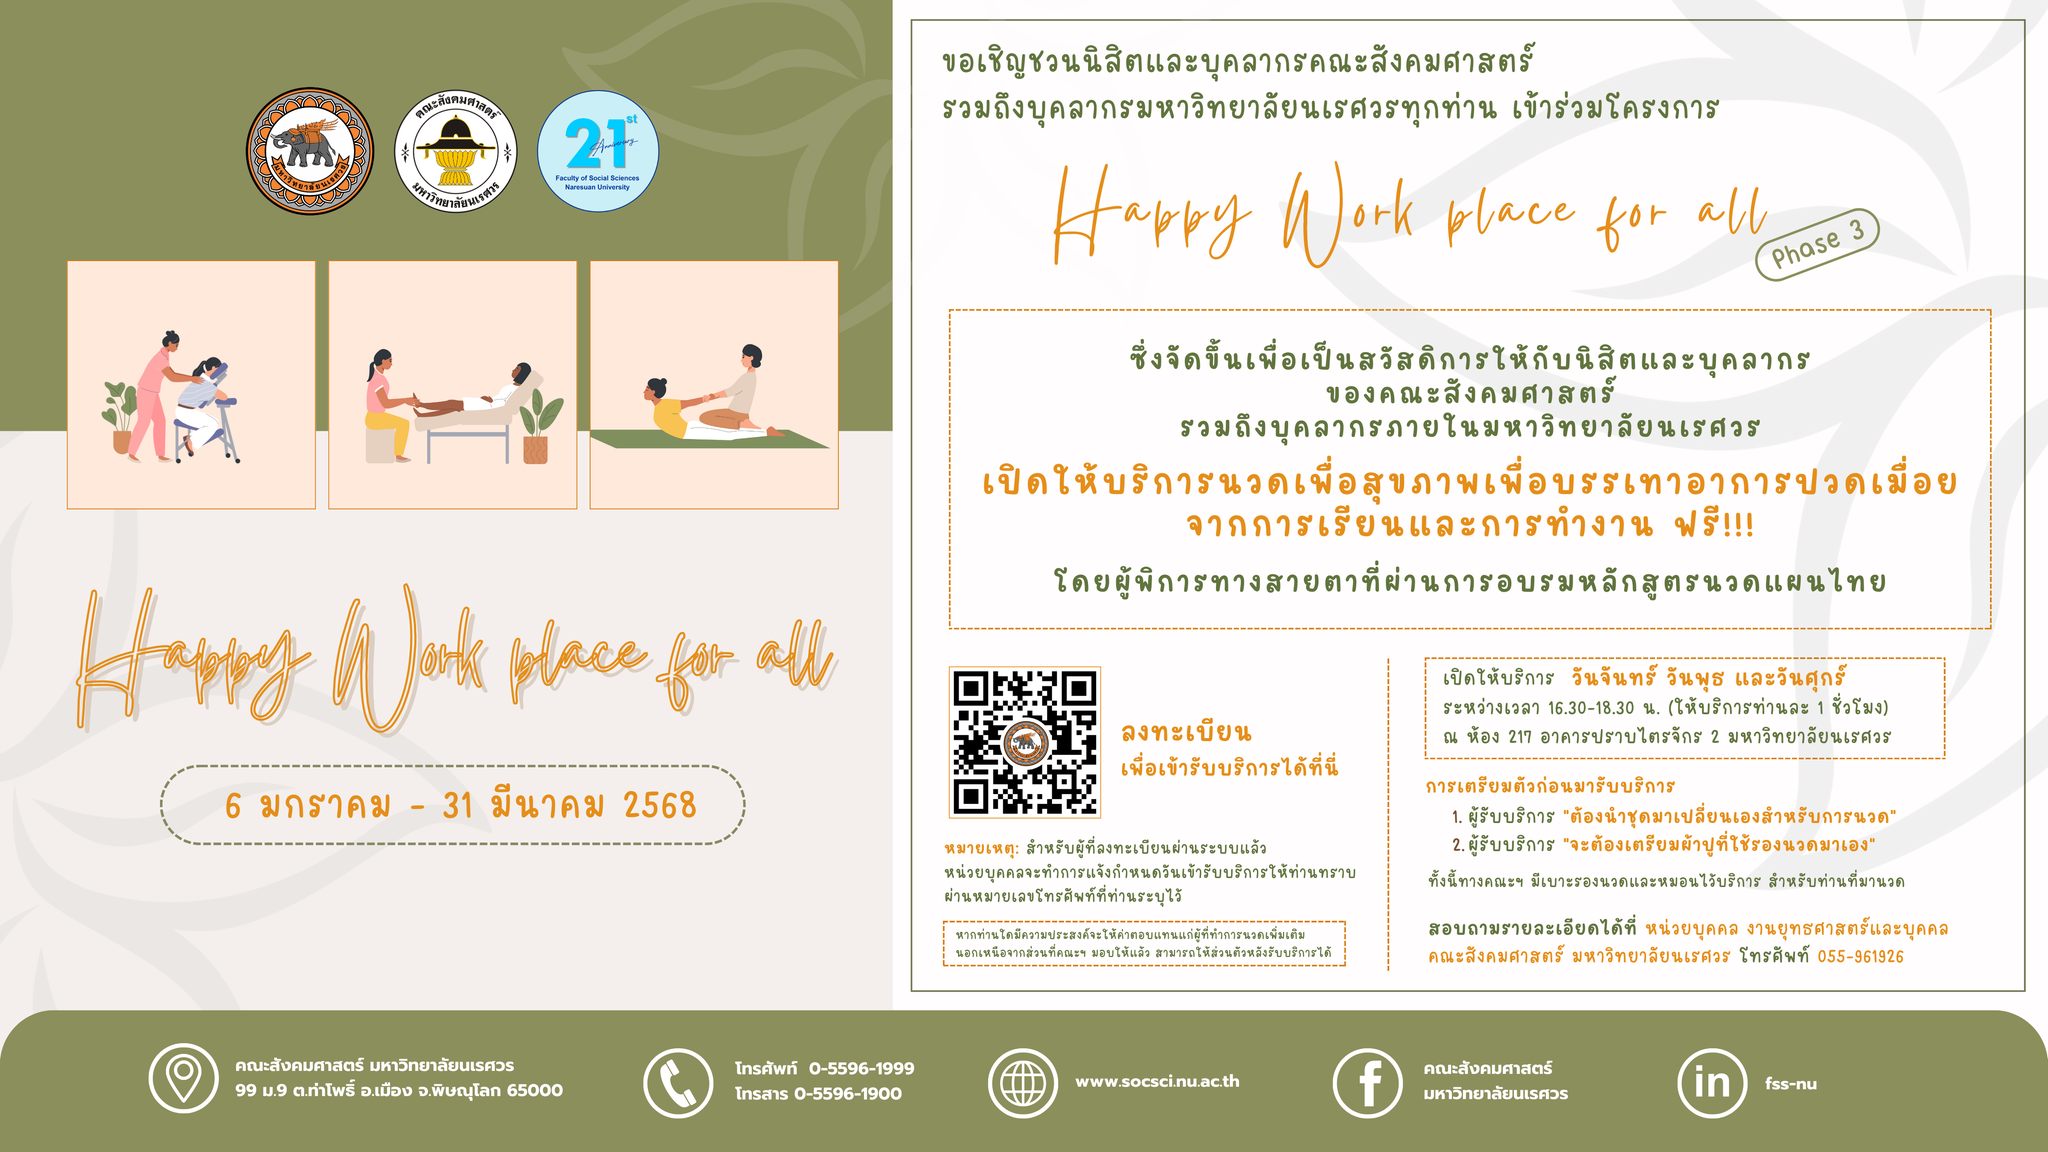 มหาวิทยาลัยนเรศวร
คณะสังคมศาสตร์
มหาวิทยาลัยนเรศวร
21st
Anniversary
Faculty of Social Sciences
Naresuan University
Happy Work place for all
6 มกราคม - 31 มีนาคม 2568
ขอเชิญชวนนิสิตและบุคลากรคณะสังคมศาสตร์
รวมถึงบุคลากรมหาวิทยาลัยนเรศวรทุกท่าน เข้าร่วมโครงการ
Happy Work place for all
Phase 3
ซึ่งจัดขึ้นเพื่อเป็นสวัสดิการให้กับนิสิตและบุคลากร
ของคณะสังคมศาสตร์
รวมถึงบุคลากรภายในมหาวิทยาลัยนเรศวร
เปิดให้บริการนวดเพื่อสุขภาพเพื่อบรรเทาอาการปวดเมื่อย
จากการเรียนและการทำงาน ฟรี!!!
โดยผู้พิการทางสายตาที่ผ่านการอบรมหลักสูตรนวดแผนไทย
ลงทะเบียน
เพื่อเข้ารับบริการได้ที่นี่
หมายเหตุ: สำหรับผู้ที่ลงทะเบียนผ่านระบบแล้ว
หน่วยบุคคลจะทำการแจ้งกำหนดวันเข้ารับบริการให้ท่านทราบ
ผ่านหมายเลขโทรศัพท์ที่ท่านระบุไว้
หากท่านใดมีความประสงค์จะให้ค่าตอบแทนแก่ผู้ที่ทำการนวดเพิ่มเติม
นอกเหนือจากส่วนที่คณะฯ มอบให้แล้ว สามารถให้ส่วนตัวหลังรับบริการได้
เปิดให้บริการ วันจันทร์ วันพุธ และวันศุกร์
ระหว่างเวลา 16.30-18.30 น. (ให้บริการท่านละ 1 ชั่วโมง)
ณ ห้อง 217 อาคารปราบไตรจักร 2 มหาวิทยาลัยนเรศวร
การเตรียมตัวก่อนมารับบริการ
1. ผู้รับบริการ "ต้องนำชุดมาเปลี่ยนเองสำหรับการนวด"
2. ผู้รับบริการ "จะต้องเตรียมผ้าปูที่ใช้รองนวดมาเอง"
ทั้งนี้ทางคณะฯ มีเบาะรองนวดและหมอนไว้บริการ สำหรับท่านที่มานวด
สอบถามรายละเอียดได้ที่ หน่วยบุคคล งานยุทธศาสตร์และบุคคล
คณะสังคมศาสตร์ มหาวิทยาลัยนเรศวร โทรศัพท์ 055-961926
คณะสังคมศาสตร์ มหาวิทยาลัยนเรศวร
99 ม.9 ต.ท่าโพธิ์ อ.เมือง จ.พิษณุโลก 65000
โทรศัพท์ 0-5596-1999
โทรสาร 0-5596-1900
www.socsci.nu.ac.th
คณะสังคมศาสตร์
มหาวิทยาลัยนเรศวร
fss-nu